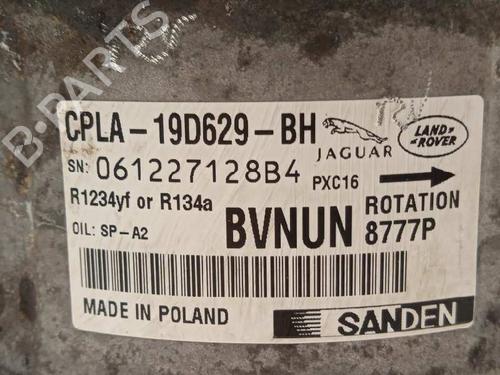 B-PARTS
CPLA-19D629-BH
JAGUAR
LAND ROVER
SN: 061227128B4
PXC16
R1234yf or R134a
ROTATION
OIL: SP-A2
BVNUN
8777P
MADE IN POLAND
SANDEN